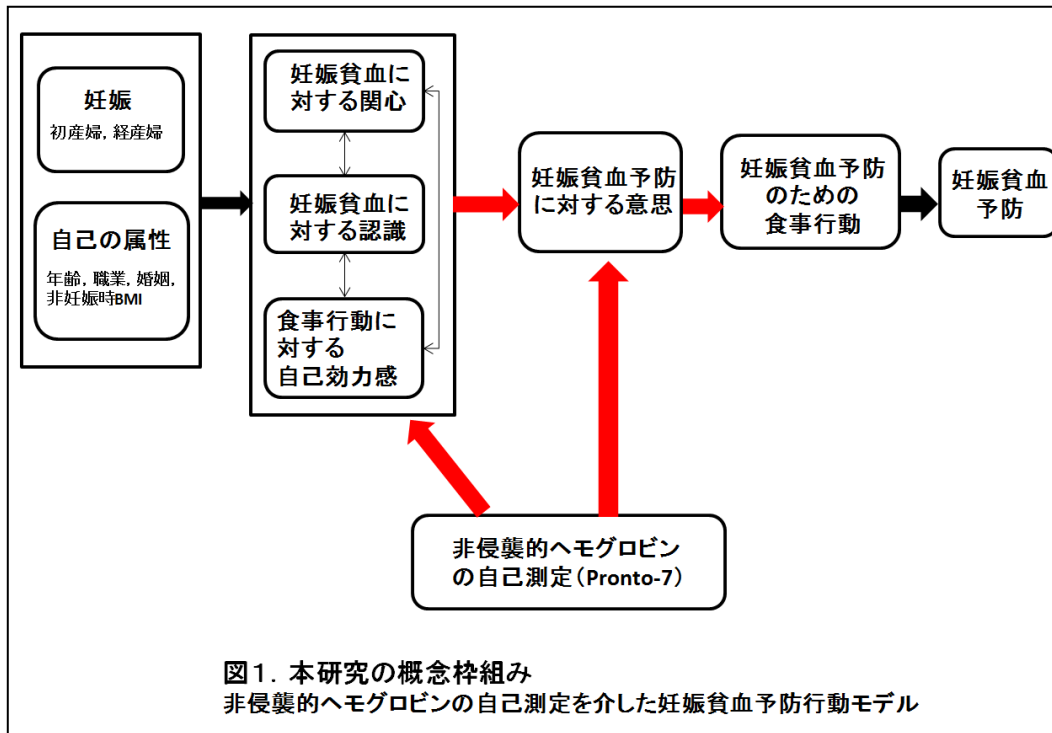 妊娠
初産婦, 経産婦
自己の属性
年齢, 職業, 婚姻,
非妊娠時BMI
妊娠貧血に
対する関心
妊娠貧血に
対する認識
食事行動に
対する
自己効力感
妊娠貧血予防
に対する意思
妊娠貧血予防
のための
食事行動
妊娠貧血
予防
非侵襲的ヘモグロビン
の自己測定(Pronto-7)
図1. 本研究の概念枠組み
非侵襲的ヘモグロビンの自己測定を介した妊娠貧血予防行動モデル